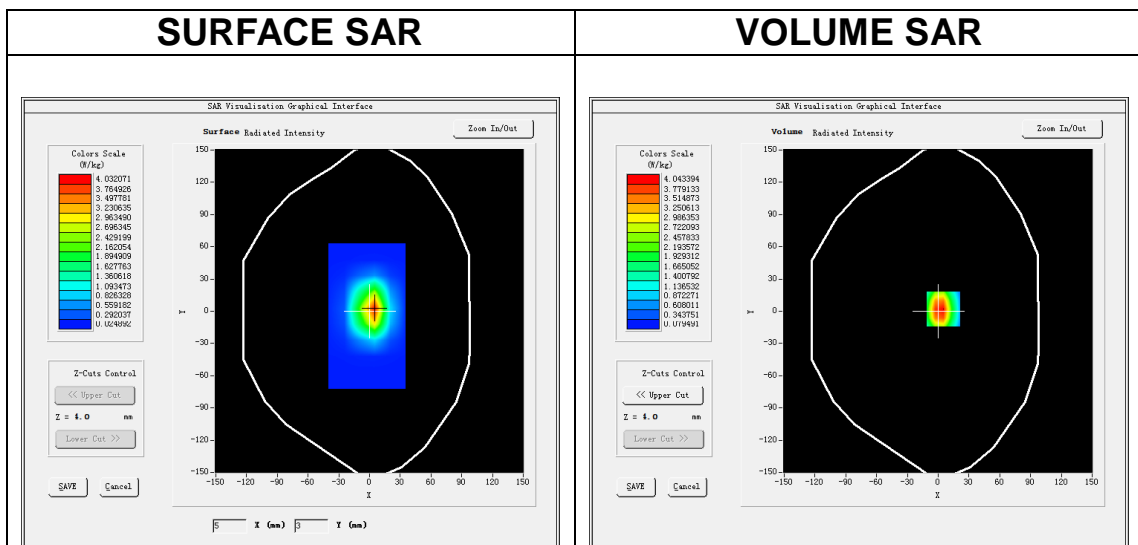 SURFACE SAR
VOLUME SAR
SAR Visualisation Graphical Interface
Surface Radiated Intensity
Zoom In/Out
Colors Scale
(W/kg)
4.032071
3.764926
3.497781
3.230635
2.963490
2.696345
2.429199
2.162054
1.894909
1.627763
1.360618
1.093473
0.826328
0.559182
0.292037
0.024892
Z-Cuts Control
<< Upper Cut
Z = 4.0 mm
Lower Cut >>
SAVE
Cancel
150
120
90
60
30
0
-30
-60
-90
-120
-150
Y
-150 -120 -90 -60 -30 0 30 60 90 120 150
X
5 X (mm) 3 Y (mm)
SAR Visualisation Graphical Interface
Volume Radiated Intensity
Zoom In/Out
Colors Scale
(W/kg)
4.043394
3.779133
3.514873
3.250613
2.986353
2.722093
2.457833
2.193572
1.929312
1.665052
1.400792
1.136532
0.872271
0.608011
0.343751
0.079491
Z-Cuts Control
<< Upper Cut
Z = 4.0 mm
Lower Cut >>
SAVE
Cancel
150
120
90
60
30
0
-30
-60
-90
-120
-150
Y
-150 -120 -90 -60 -30 0 30 60 90 120 150
X